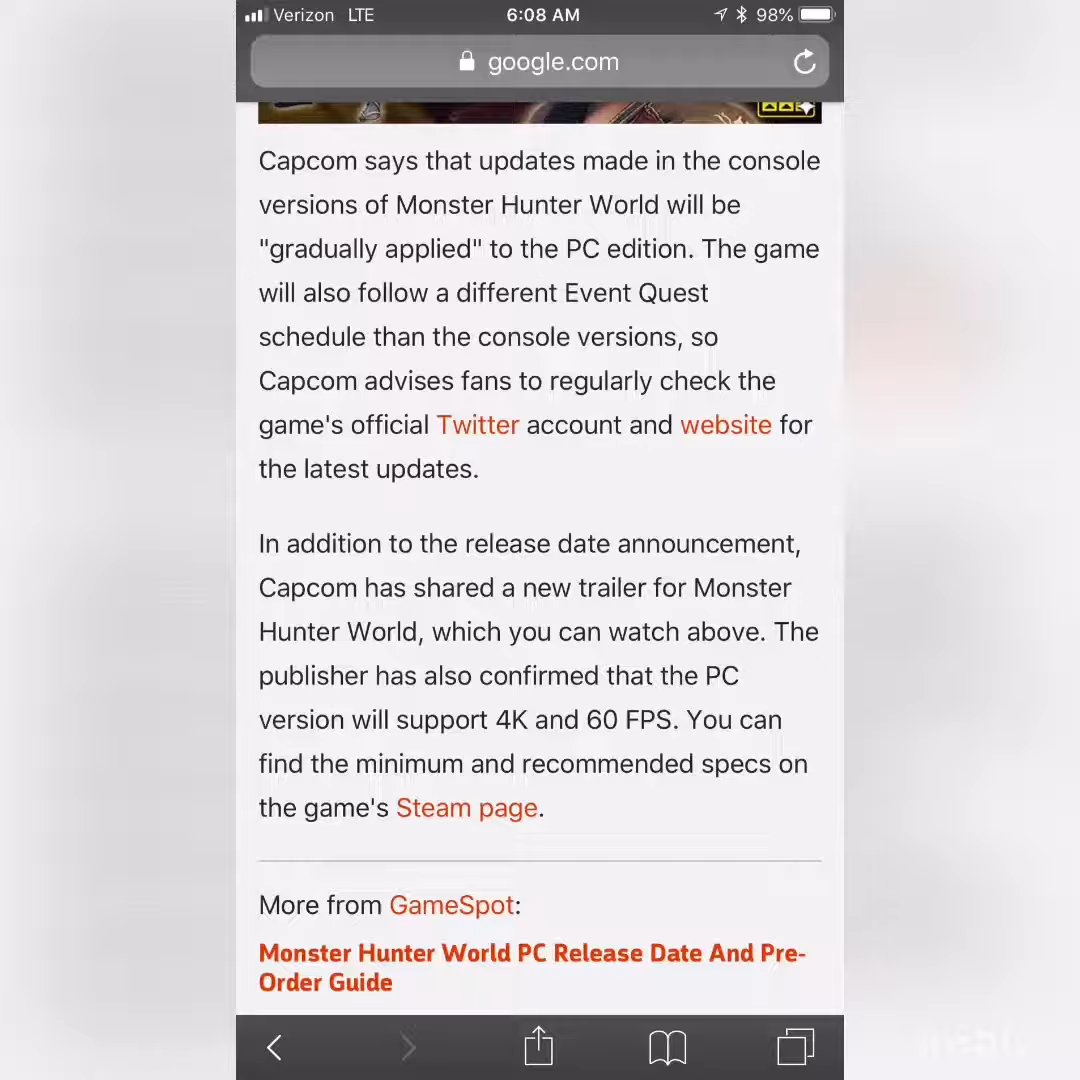 Verizon LTE 6:08 AM 98%
google.com
Capcom says that updates made in the console
versions of Monster Hunter World will be
"gradually applied" to the PC edition. The game
will also follow a different Event Quest
schedule than the console versions, so
Capcom advises fans to regularly check the
game's official Twitter account and website for
the latest updates.
In addition to the release date announcement,
Capcom has shared a new trailer for Monster
Hunter World, which you can watch above. The
publisher has also confirmed that the PC
version will support 4K and 60 FPS. You can
find the minimum and recommended specs on
the game's Steam page.
More from GameSpot:
Monster Hunter World PC Release Date And Pre-
Order Guide